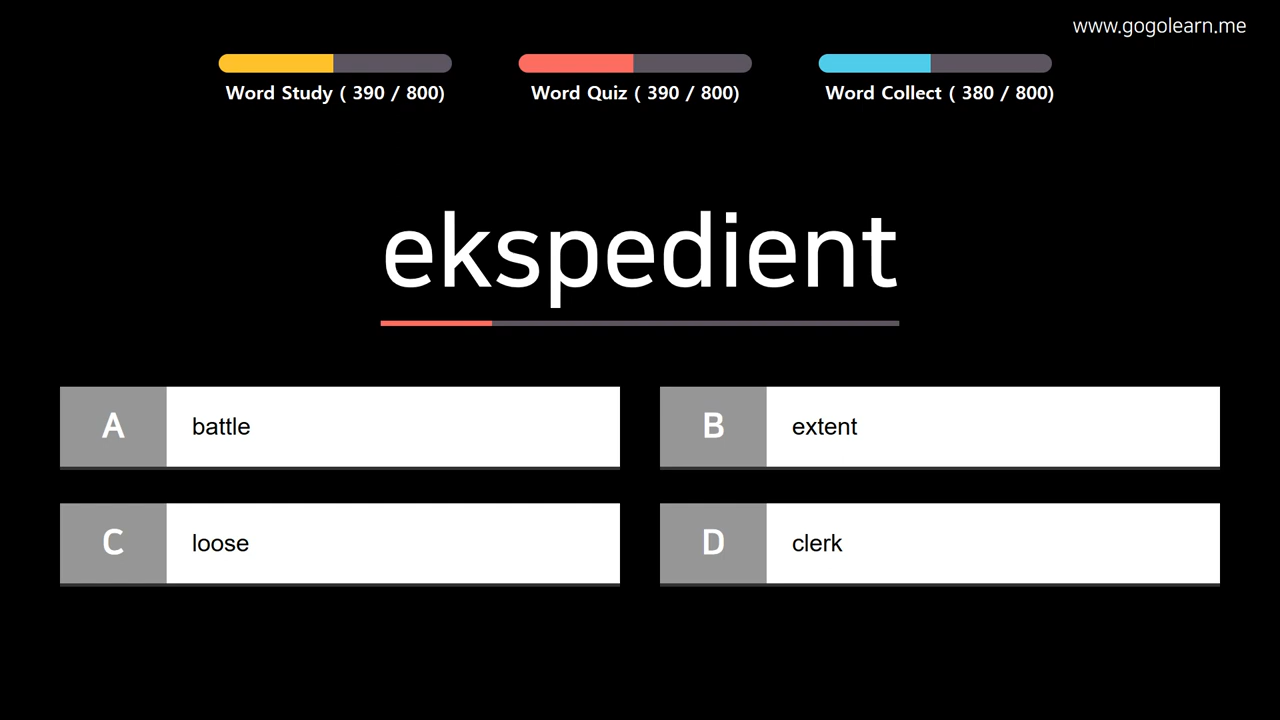 www.gogolearn.me
Word Study ( 390 / 800)
Word Quiz ( 390 / 800)
Word Collect ( 380 / 800)
ekspedient
A battle
B extent
C loose
D clerk